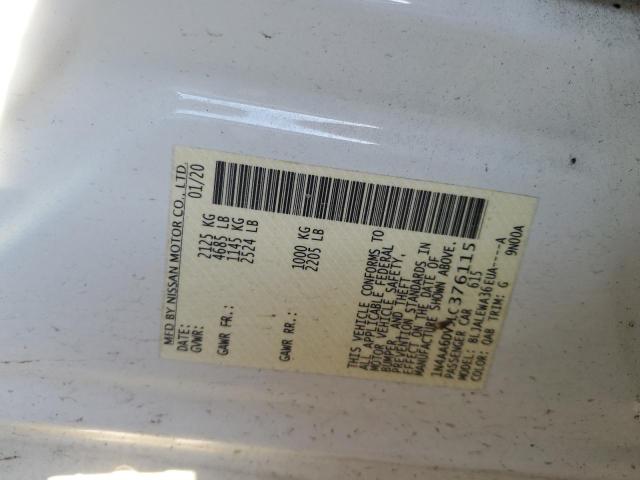 MFD BY NISSAN MOTOR CO., LTD.
DATE: 01/20
GVWR: 2125 KG
4685 LB
GAWR FR.: 1145 KG
2524 LB
GAWR RR.: 1000 KG
2205 LB
THIS VEHICLE CONFORMS TO
ALL APPLICABLE FEDERAL
MOTOR VEHICLE SAFETY,
BUMPER AND THEFT
PREVENTION STANDARDS IN
EFFECT ON THE DATE OF
MANUFACTURE SHOWN ABOVE.
PASSENGER CAR 615
MODEL: BLJALEWA36EUA----A
COLOR: QAB TRIM: G 9N00A